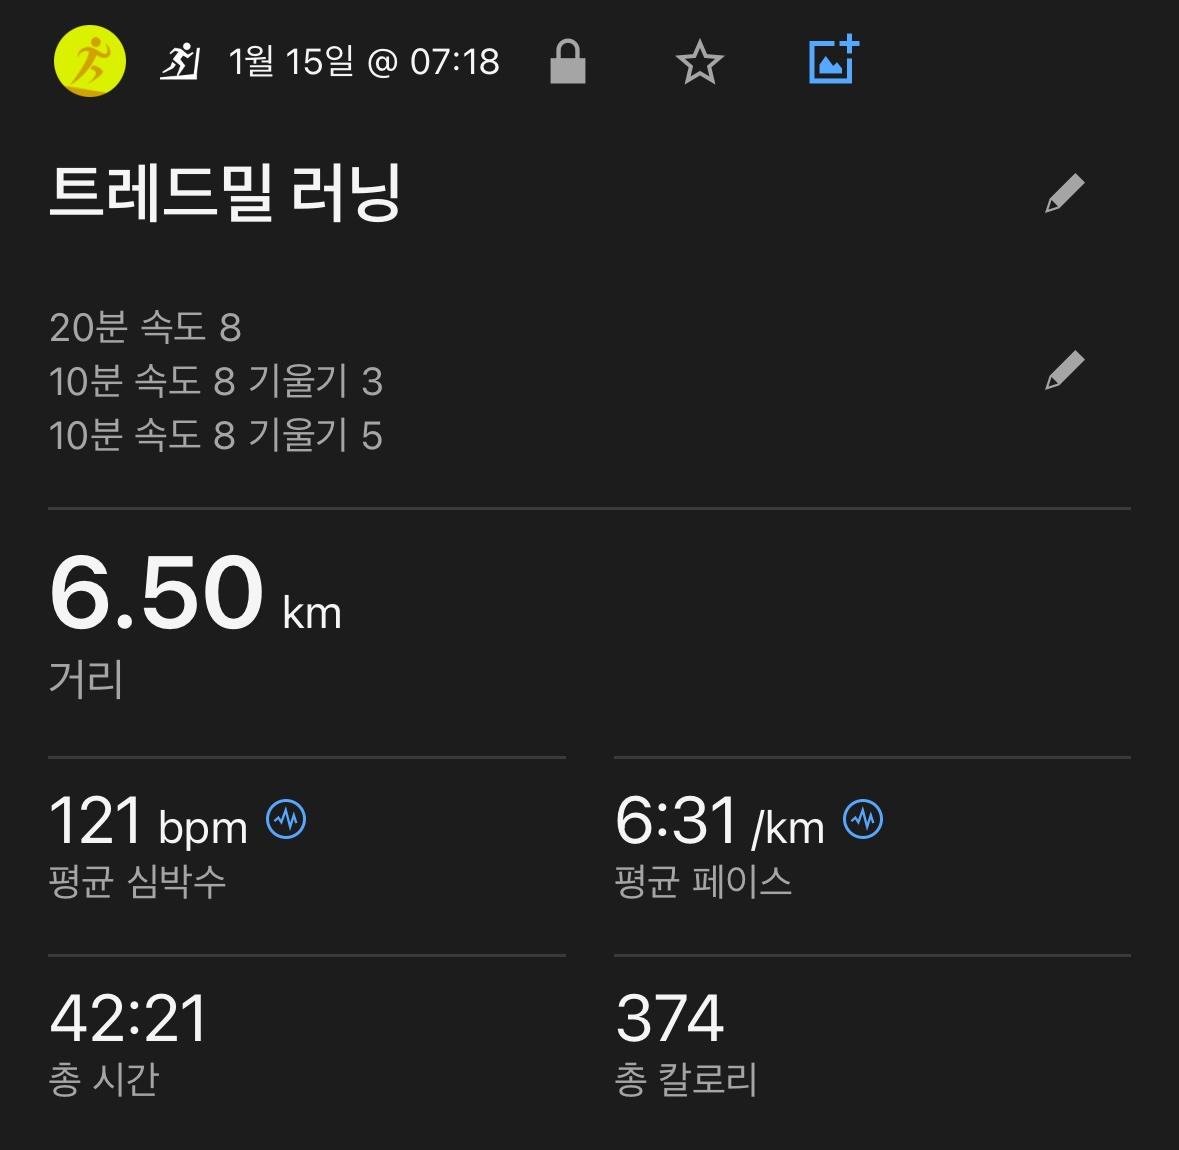 1월 15일 @ 07:18
트레드밀 러닝
20분 속도 8
10분 속도 8 기울기 3
10분 속도 8 기울기 5
6.50 km
거리
121 bpm
평균 심박수
6:31 /km
평균 페이스
42:21
총 시간
374
총 칼로리